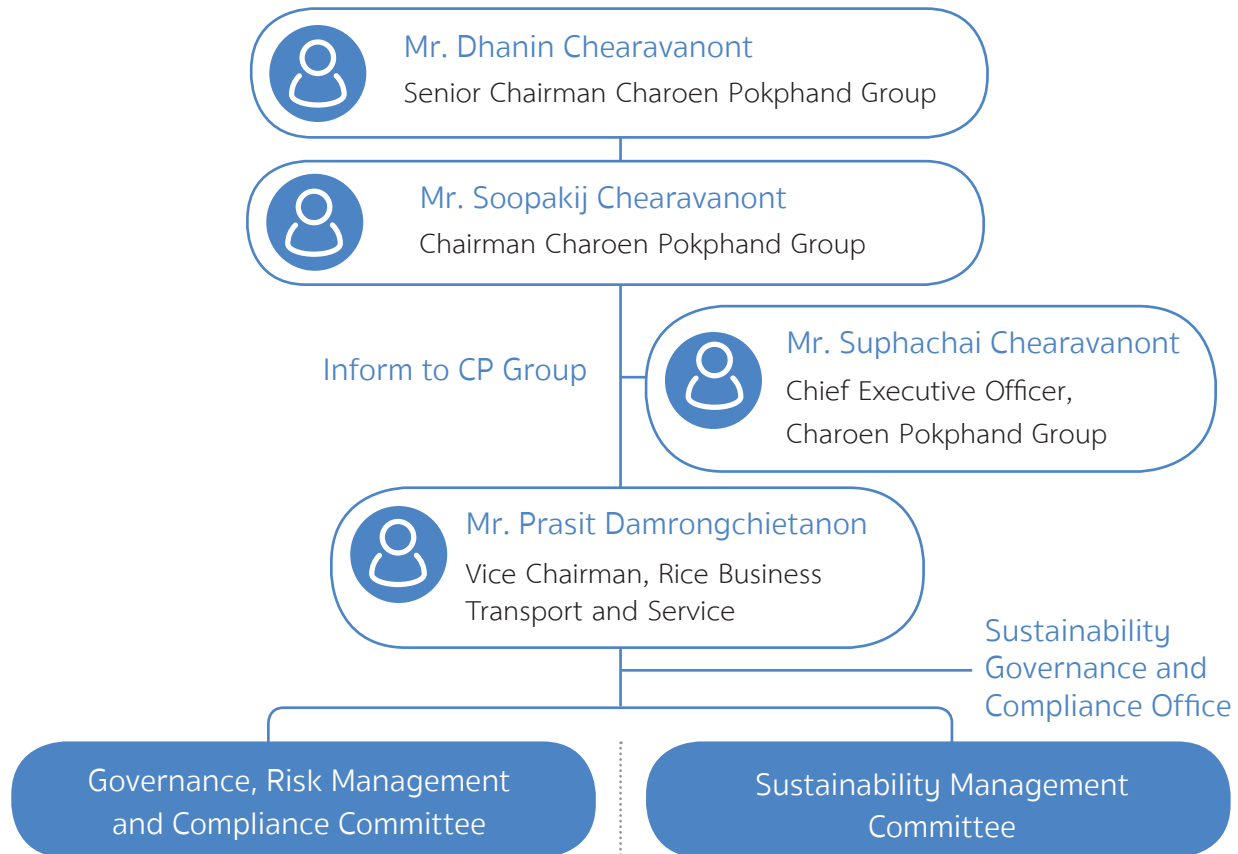 Mr. Dhanin Chearavanont
Senior Chairman Charoen Pokphand Group
Mr. Soopakij Chearavanont
Chairman Charoen Pokphand Group
Inform to CP Group
Mr. Suphachai Chearavanont
Chief Executive Officer,
Charoen Pokphand Group
Mr. Prasit Damrongchietanon
Vice Chairman, Rice Business
Transport and Service
Sustainability
Governance and
Compliance Office
Governance, Risk Management
and Compliance Committee
Sustainability Management
Committee